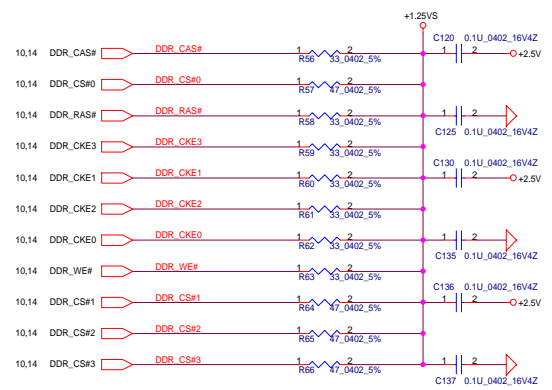 +1.25VS
C120 0.1U_0402_16V4Z
10,14 DDR_CAS# DDR_CAS# 1 2 1 2 +2.5V
R56 33_0402_5%
10,14 DDR_CS#0 DDR_CS#0 1 2
R57 47_0402_5%
10,14 DDR_RAS# DDR_RAS# 1 2 1 2
R58 33_0402_5% C125 0.1U_0402_16V4Z
10,14 DDR_CKE3 DDR_CKE3 1 2
R59 33_0402_5%
C130 0.1U_0402_16V4Z
10,14 DDR_CKE1 DDR_CKE1 1 2 1 2 +2.5V
R60 33_0402_5%
10,14 DDR_CKE2 DDR_CKE2 1 2
R61 33_0402_5%
10,14 DDR_CKE0 DDR_CKE0 1 2 1 2
R62 33_0402_5% C135 0.1U_0402_16V4Z
10,14 DDR_WE# DDR_WE# 1 2
R63 33_0402_5%
C136 0.1U_0402_16V4Z
10,14 DDR_CS#1 DDR_CS#1 1 2 1 2 +2.5V
R64 47_0402_5%
10,14 DDR_CS#2 DDR_CS#2 1 2
R65 47_0402_5%
10,14 DDR_CS#3 DDR_CS#3 1 2 1 2
R66 47_0402_5% C137 0.1U_0402_16V4Z